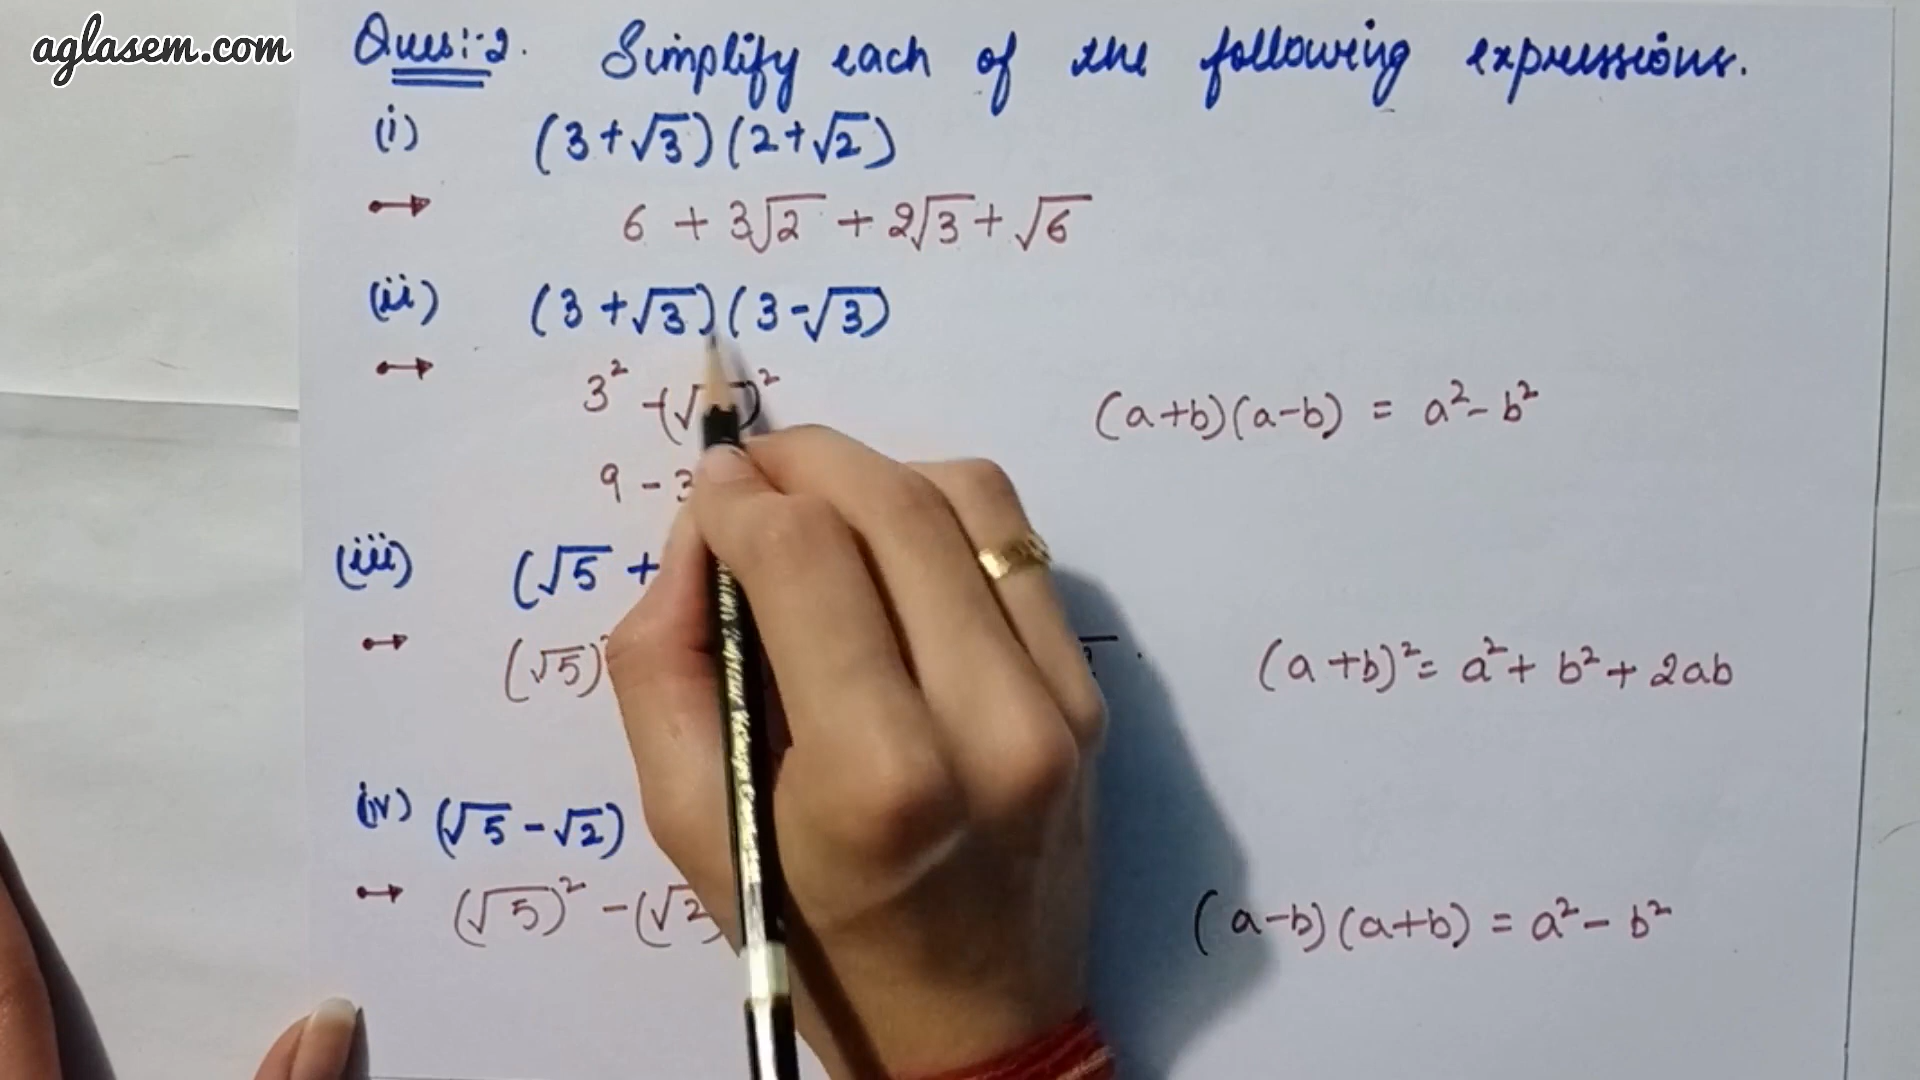 aglasem.com
Ques:-2. Simplify each of the following expressions.
(i) (3+√3)(2+√2)
6 + 3√2 + 2√3 + √6
(ii) (3+√3)(3-√3)
3² -(√ )²
(a+b)(a-b) = a²- b²
9 - 3
(iii) (√5 +
(√5)²
(a+b)²= a²+ b²+ 2ab
(iv) (√5-√2)
(√5)² -(√2)
(a-b)(a+b) = a²- b²